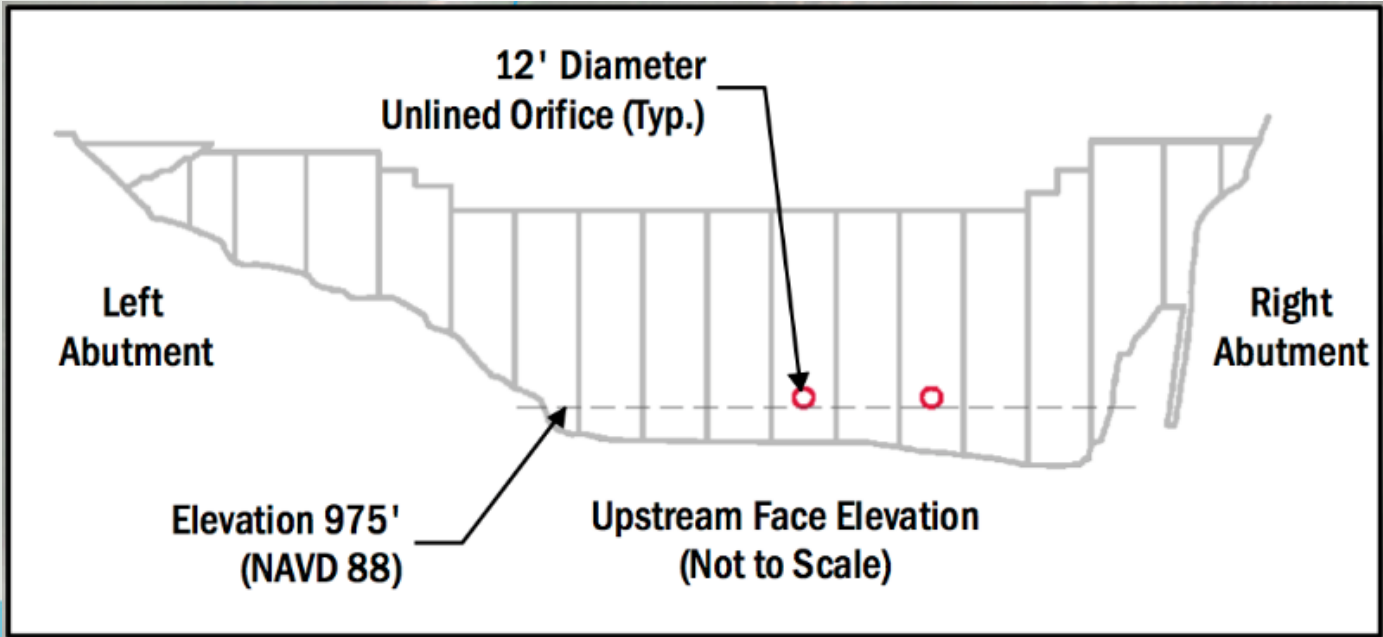 12' Diameter
Unlined Orifice (Typ.)
Left
Abutment
Right
Abutment
Elevation 975'
(NAVD 88)
Upstream Face Elevation
(Not to Scale)